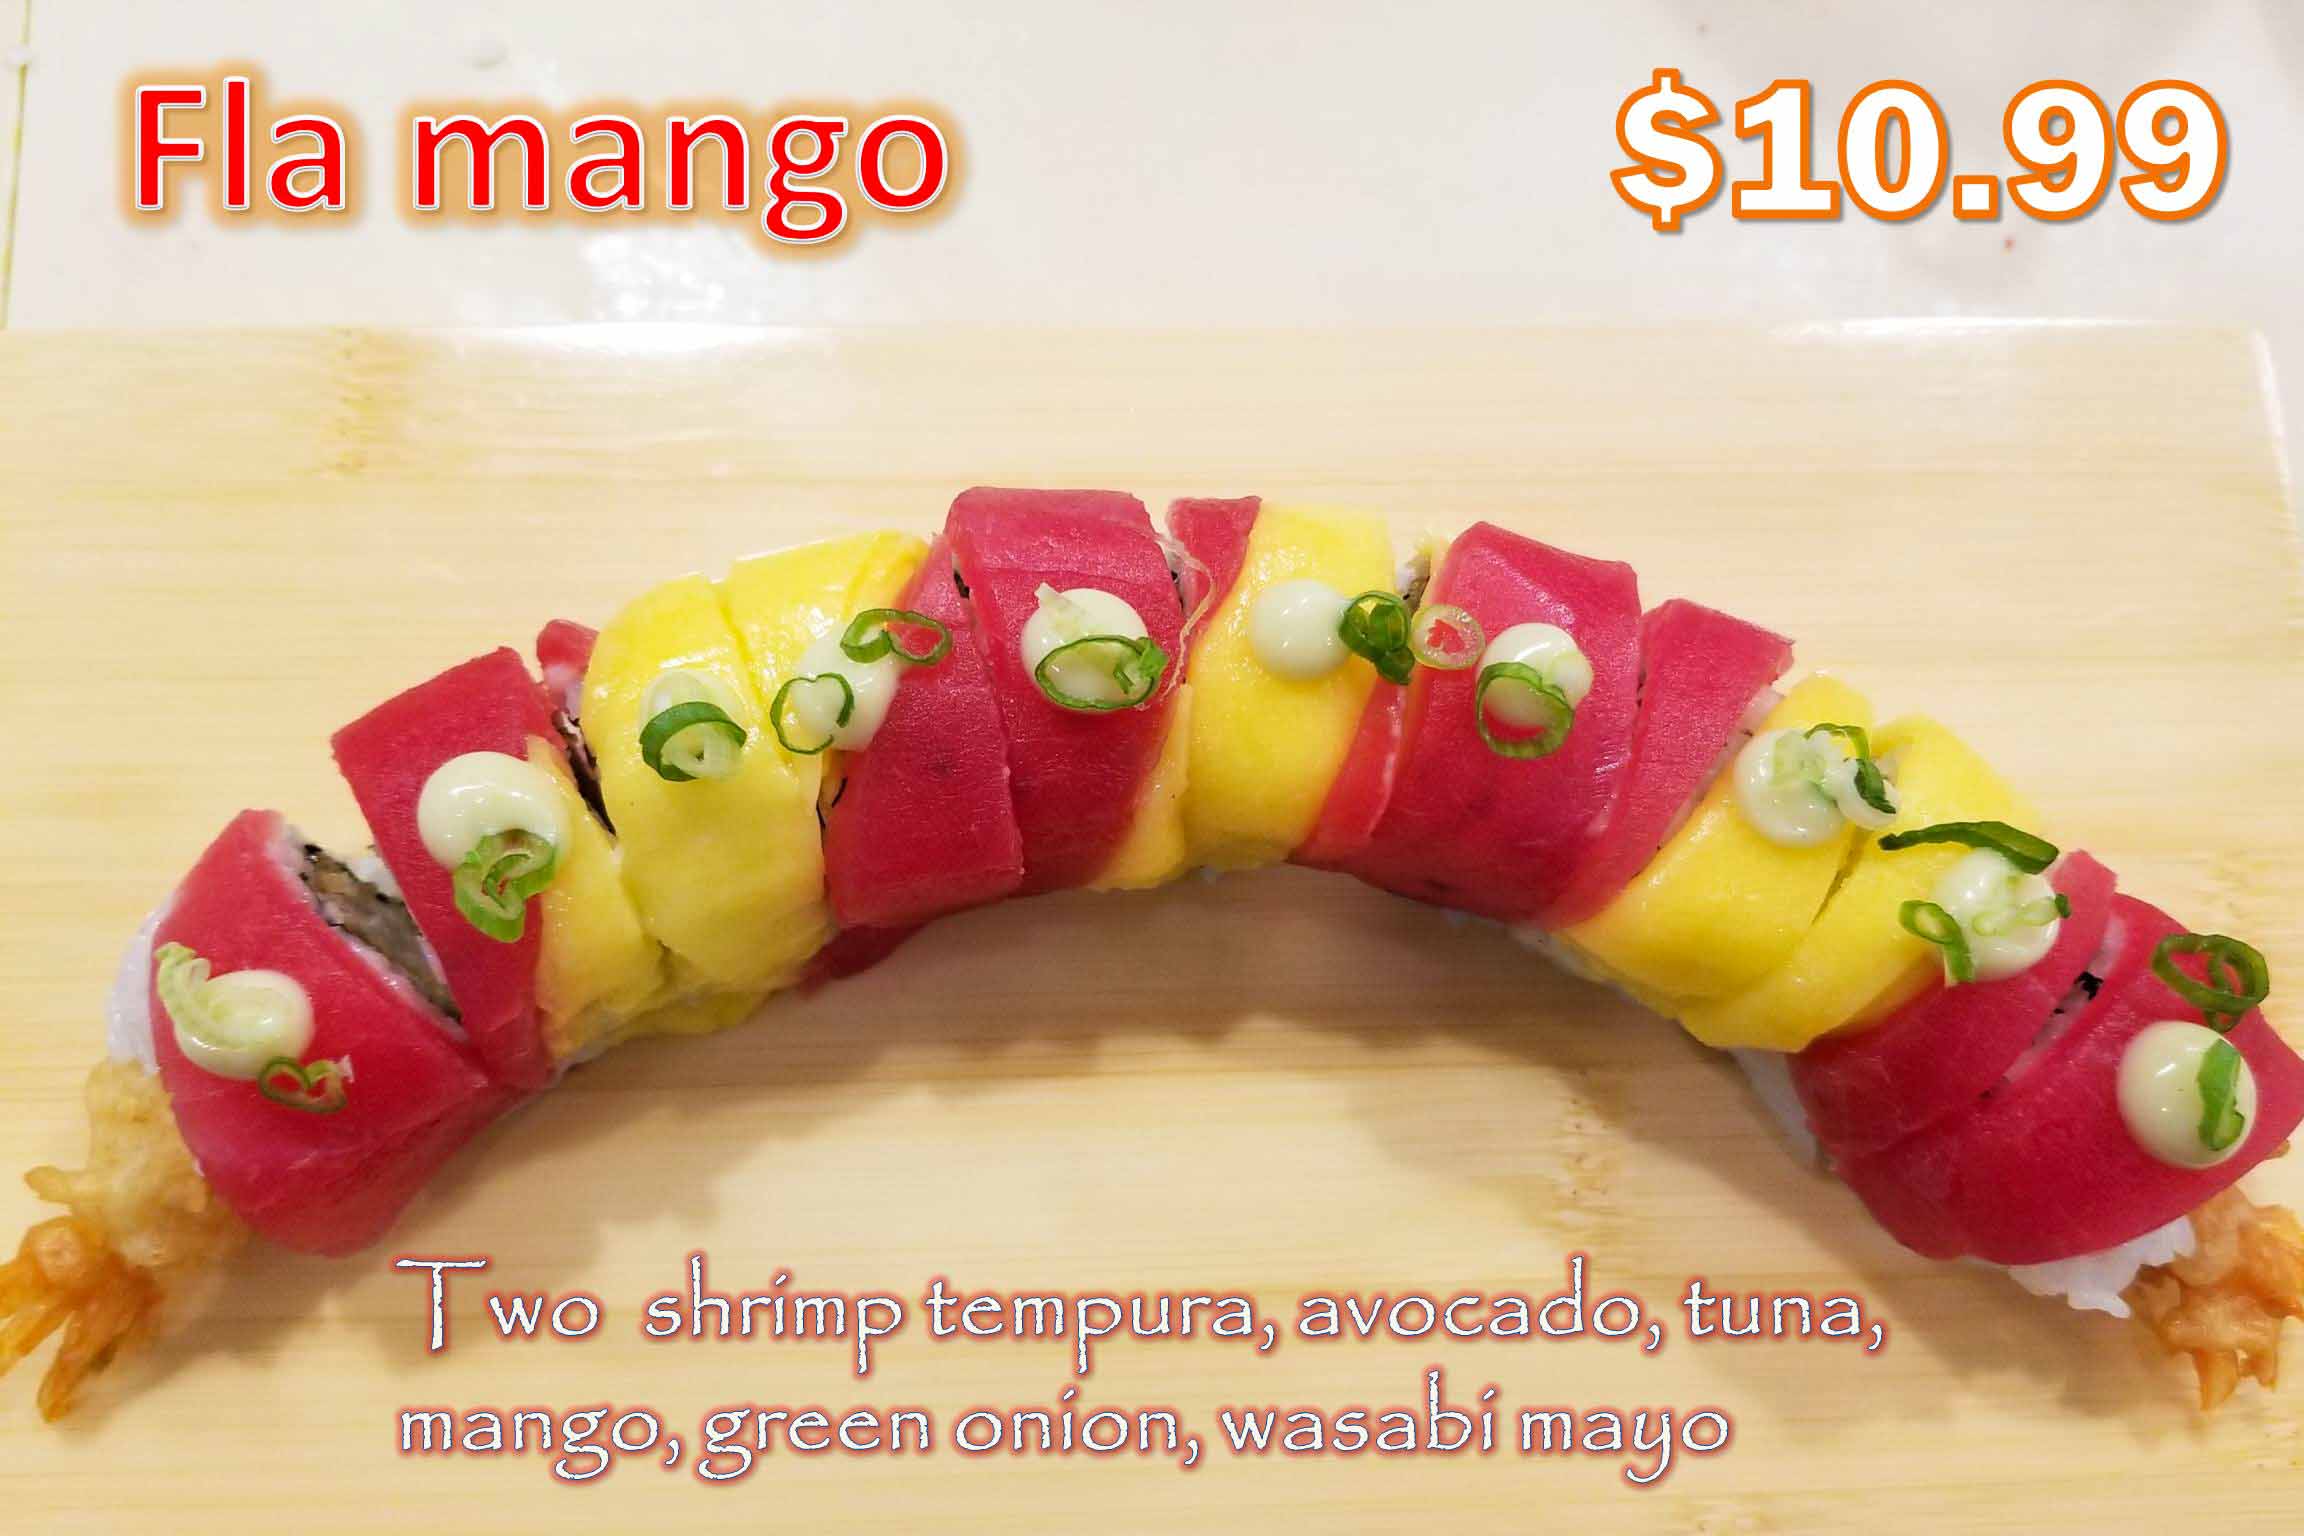 Fla mango
$10.99
Two shrimp tempura, avocado, tuna,
mango, green onion, wasabi mayo